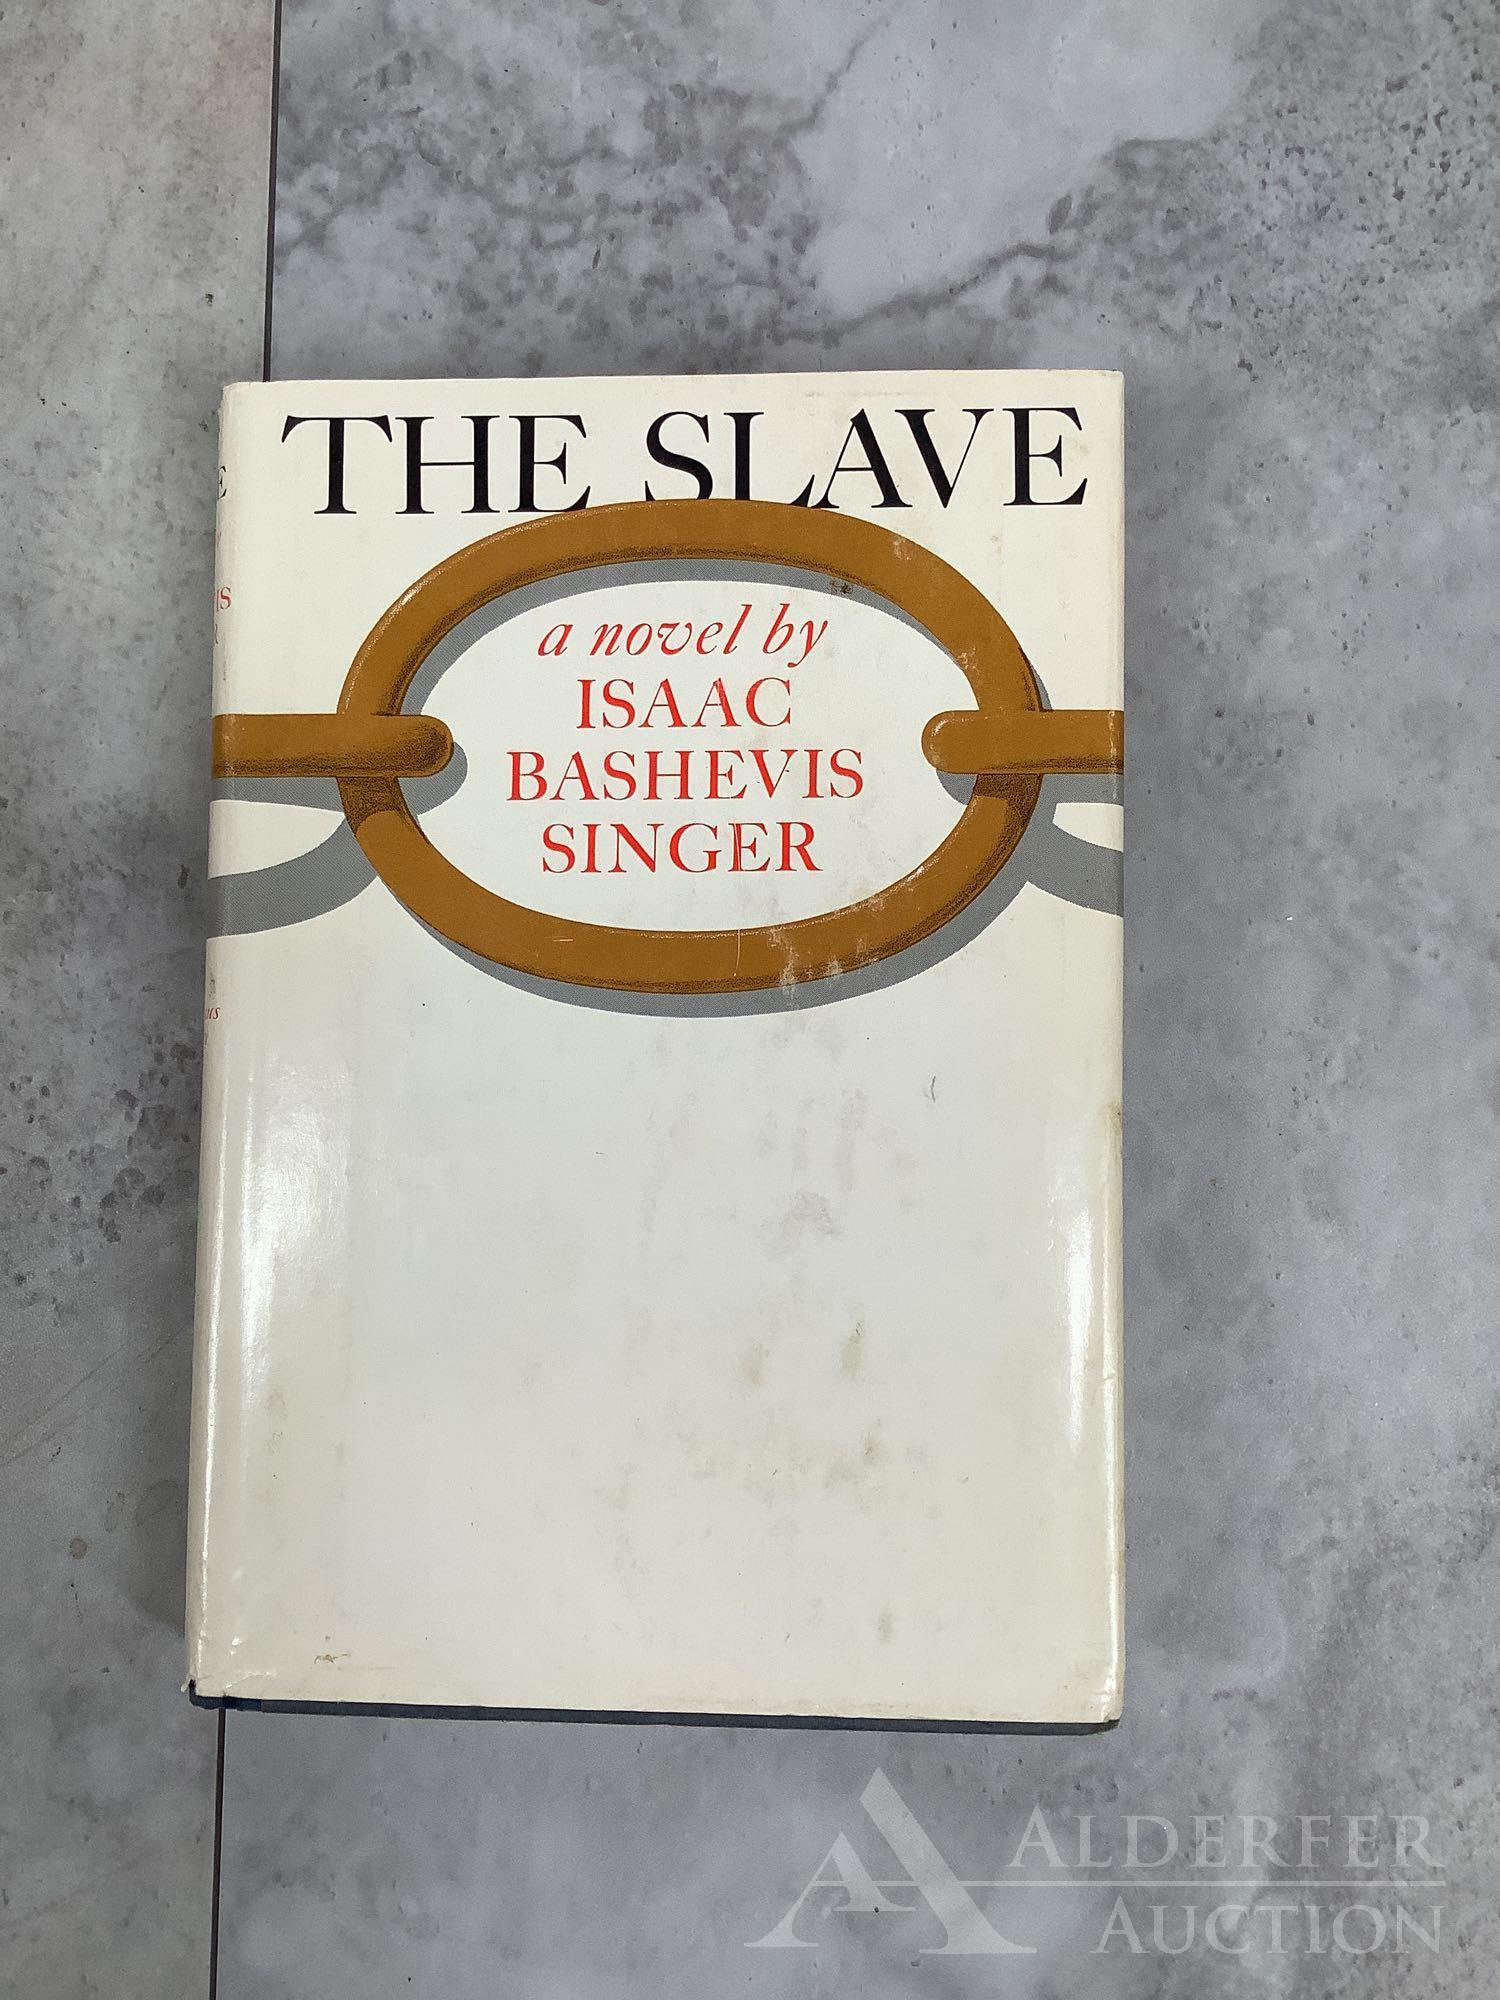 THE SLAVE
a novel by
ISAAC
BASHEVIS
SINGER
ALDERFER
AUCTION